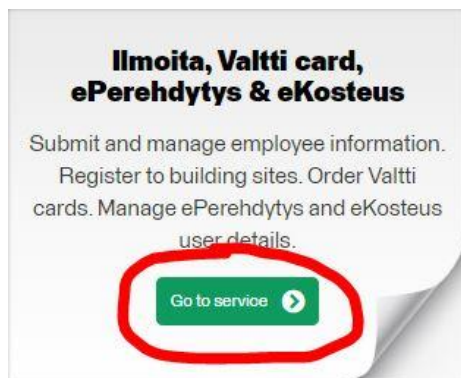 Ilmoita, Valtti card,
ePerehdytys & eKosteus
Submit and manage employee information.
Register to building sites. Order Valtti
cards. Manage ePerehdytys and eKosteus
user details.
Go to service